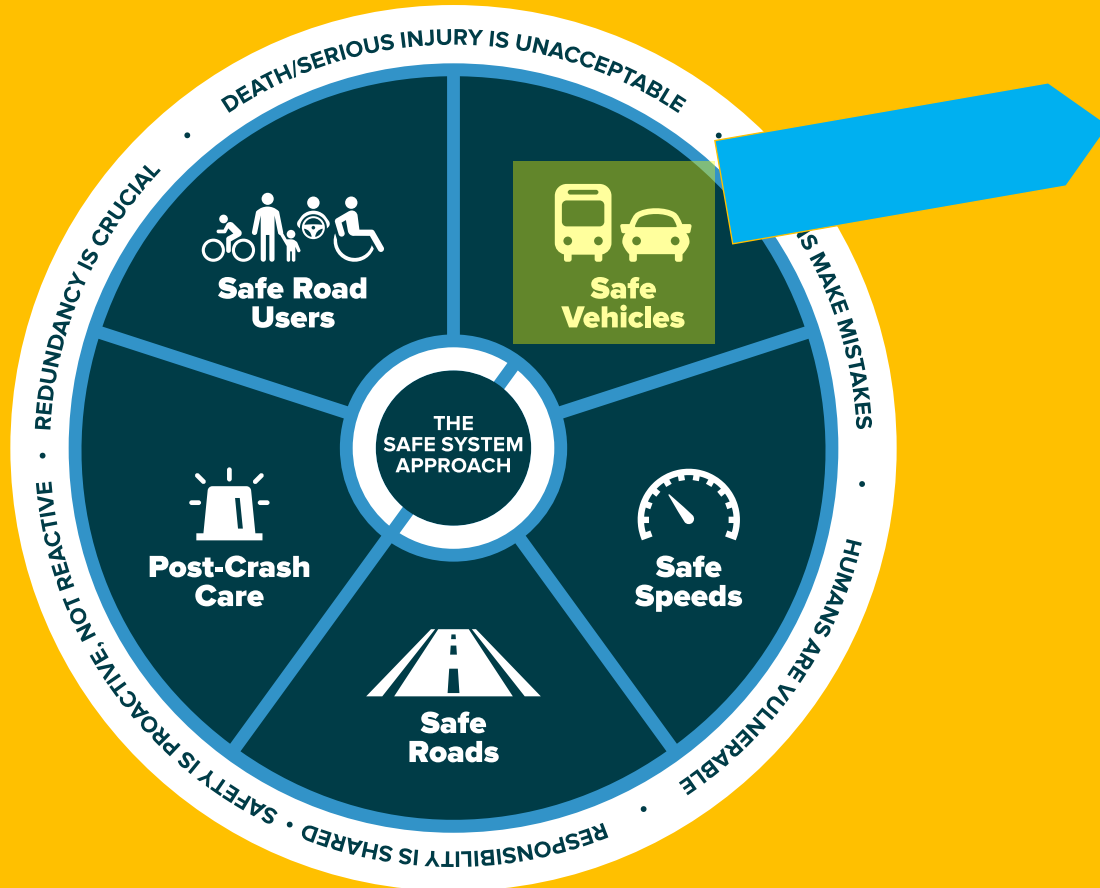 DEATH/SERIOUS INJURY IS UNACCEPTABLE
S MAKE MISTAKES
HUMANS ARE VULNERABLE
RESPONSIBILITY IS SHARED
SAFETY IS PROACTIVE, NOT REACTIVE
REDUNDANCY IS CRUCIAL
Safe Road
Users
Safe
Vehicles
THE
SAFE SYSTEM
APPROACH
Post-Crash
Care
Safe
Speeds
Safe
Roads